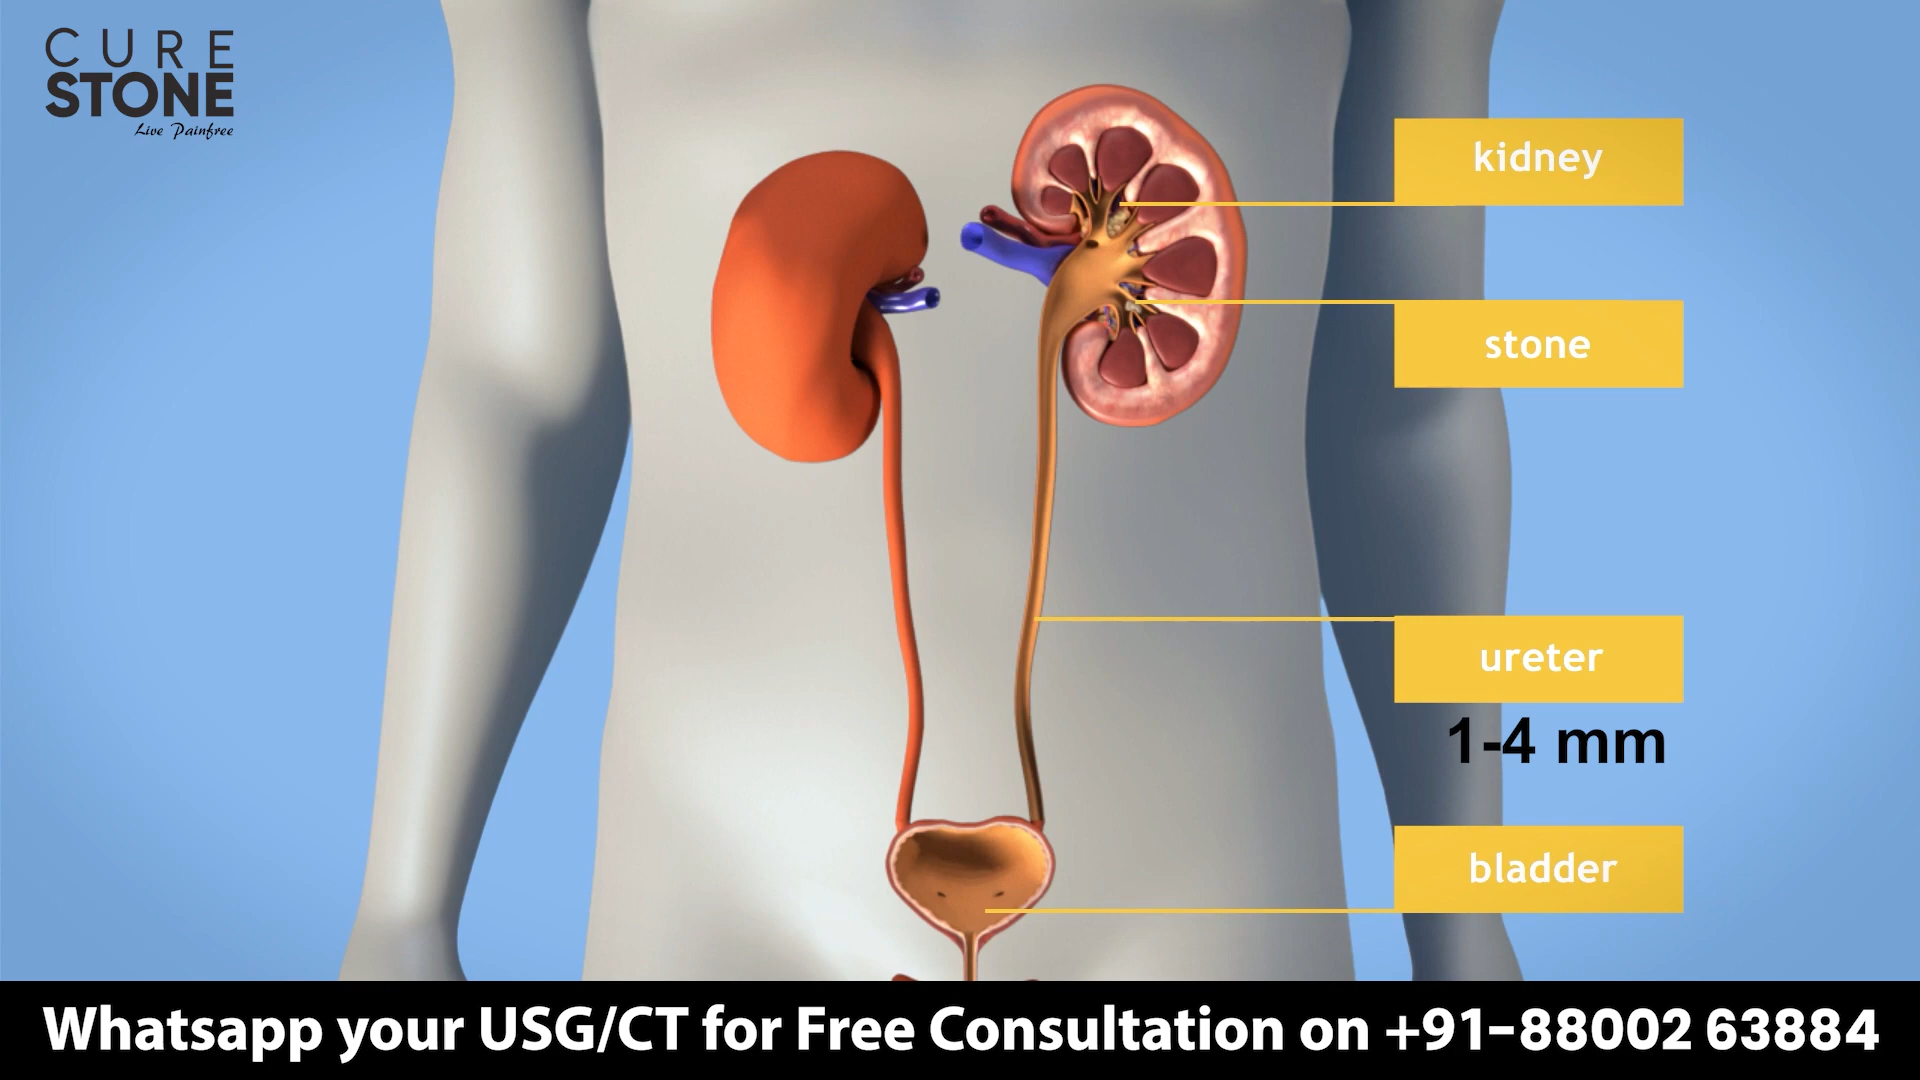 CURE
STONE
Live Painfree
kidney
stone
ureter
1-4 mm
bladder
Whatsapp your USG/CT for Free Consultation on +91-88002 63884